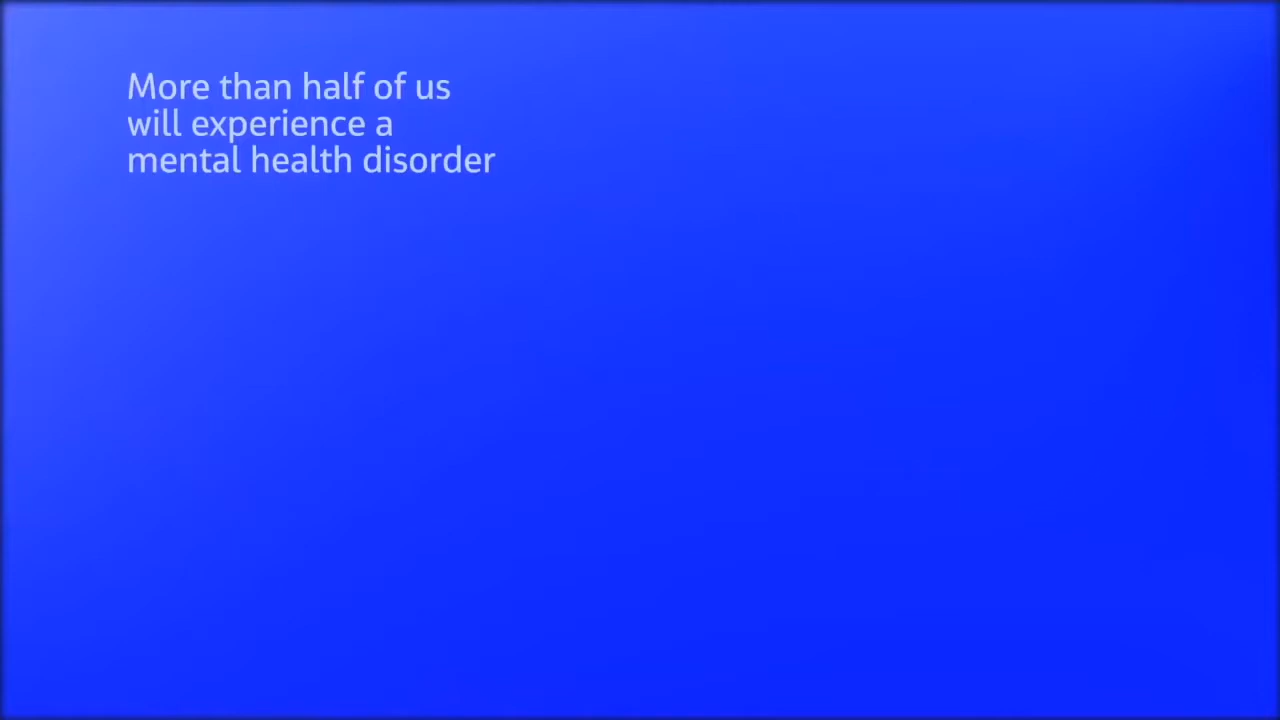 More than half of us
will experience a
mental health disorder